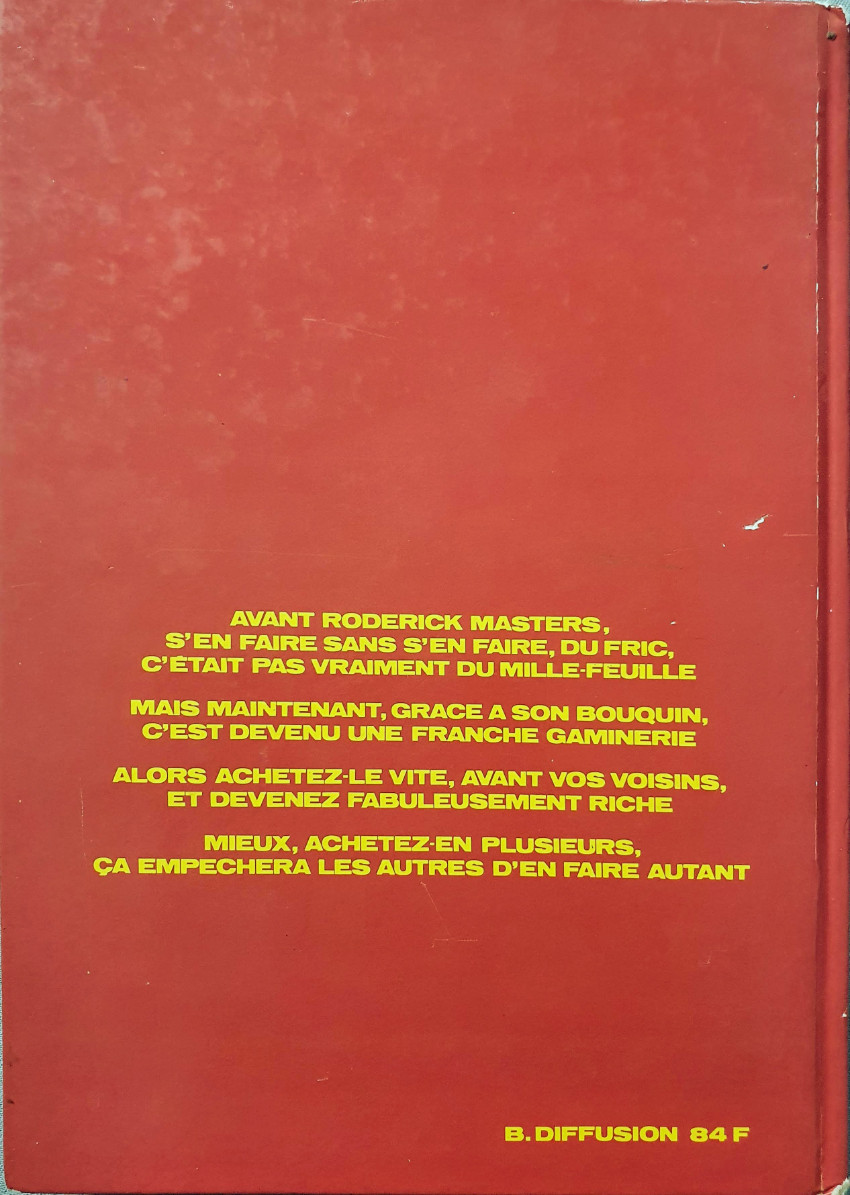 AVANT RODERICK MASTERS,
S'EN FAIRE SANS S'EN FAIRE, DU FRIC,
C'ÉTAIT PAS VRAIMENT DU MILLE-FEUILLE
MAIS MAINTENANT, GRACE A SON BOUQUIN,
C'EST DEVENU UNE FRANCHE GAMINERIE
ALORS ACHETEZ-LE VITE, AVANT VOS VOISINS,
ET DEVENEZ FABULEUSEMENT RICHE
MIEUX, ACHETEZ-EN PLUSIEURS,
ÇA EMPECHERA LES AUTRES D'EN FAIRE AUTANT
B. DIFFUSION 84 F